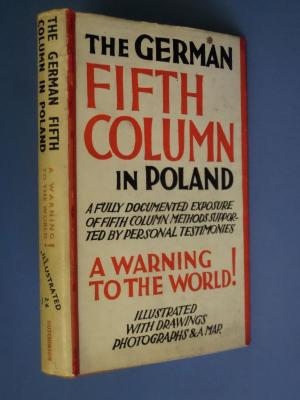 THE GERMAN
FIFTH
COLUMN
IN POLAND
A FULLY DOCUMENTED EXPOSURE
OF FIFTH COLUMN METHODS SUPPOR-
TED BY PERSONAL TESTIMONIES
A WARNING
TO THE WORLD!
ILLUSTRATED
WITH DRAWINGS
PHOTOGRAPHS & A MAP.
THE GERMAN FIFTH
COLUMN IN POLAND
A WARNING
TO THE WORLD!
ILLUSTRATED
HUTCHINSON